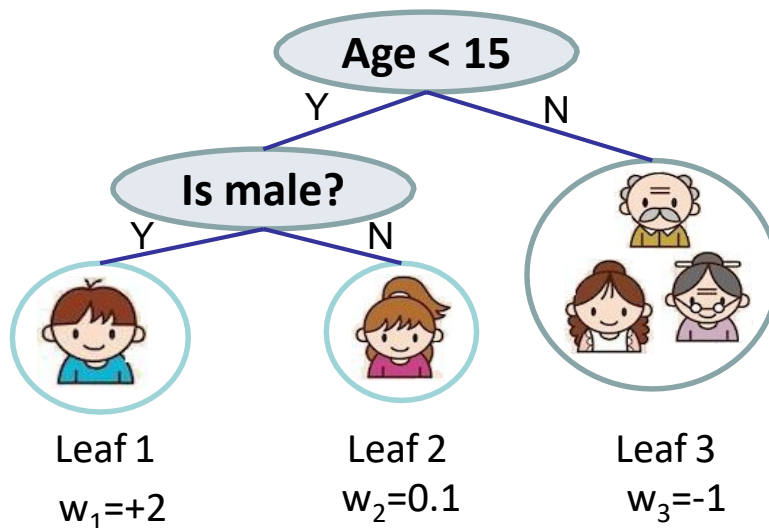 Age < 15
Y
N
Is male?
Y
N
Leaf 1
Leaf 2
Leaf 3
w₁=+2
w₂=0.1
w₃=-1